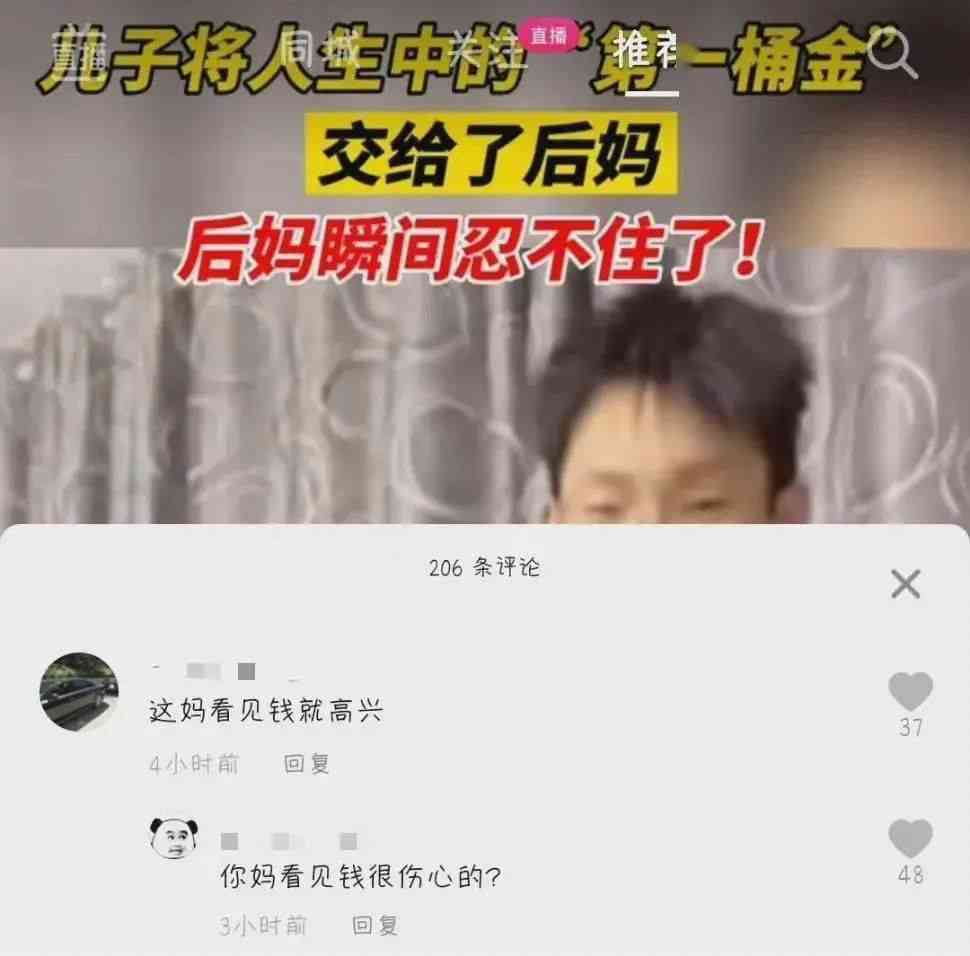 儿子将人生中的“第一桶金”
直播 同城 关注 直播 推荐
交给了后妈
后妈瞬间忍不住了！
206 条评论
这妈看见钱就高兴
37
4小时前 回复
你妈看见钱很伤心的?
48
3小时前 回复